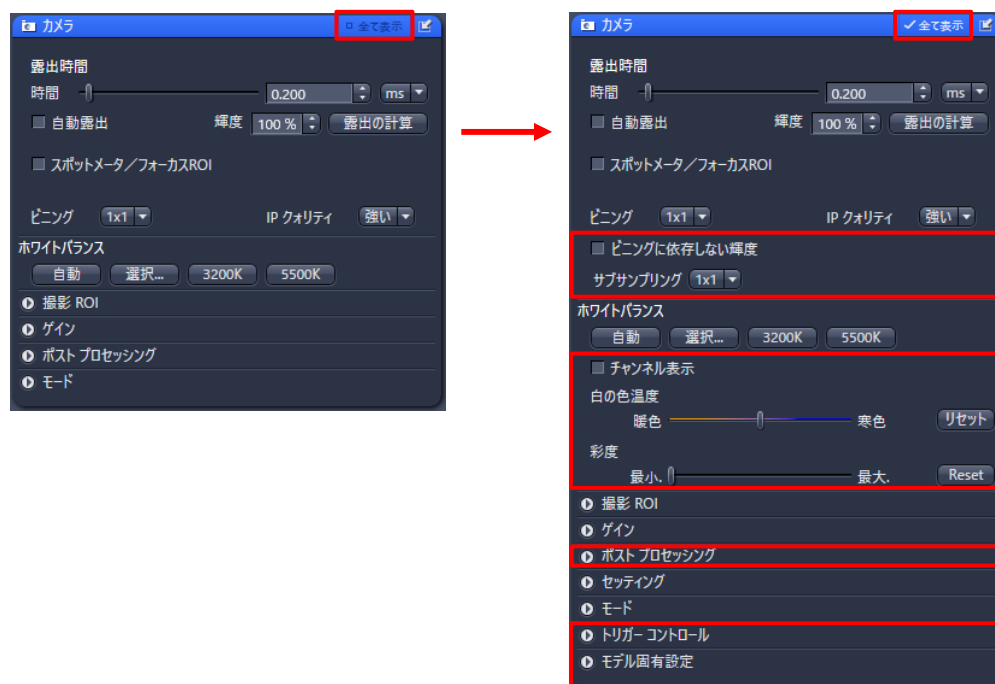 カメラ 全て表示
露出時間
時間 0.200 ms
自動露出 輝度 100 % 露出の計算
スポットメータ/フォーカスROI
ビニング 1x1 IP クォリティ 強い
ホワイトバランス
自動 選択... 3200K 5500K
撮影 ROI
ゲイン
ポスト プロセッシング
モード
カメラ 全て表示
露出時間
時間 0.200 ms
自動露出 輝度 100 % 露出の計算
スポットメータ/フォーカスROI
ビニング 1x1 IP クォリティ 強い
ビニングに依存しない輝度
サブサンプリング 1x1
ホワイトバランス
自動 選択... 3200K 5500K
チャンネル表示
白の色温度
暖色 寒色 リセット
彩度
最小. 最大. Reset
撮影 ROI
ゲイン
ポスト プロセッシング
セッティング
モード
トリガー コントロール
モデル固有設定